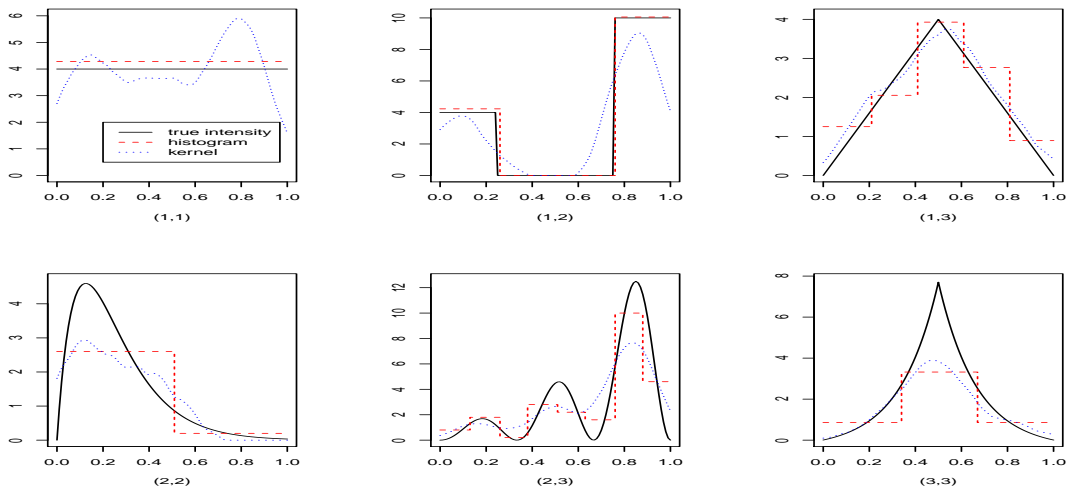 0 1 2 3 4 5 6
true intensity
histogram
kernel
0.0 0.2 0.4 0.6 0.8 1.0
(1,1)
0 2 4 6 8 10
0.0 0.2 0.4 0.6 0.8 1.0
(1,2)
0 1 2 3 4
0.0 0.2 0.4 0.6 0.8 1.0
(1,3)
0 1 2 3 4
0.0 0.2 0.4 0.6 0.8 1.0
(2,2)
0 2 4 6 8 10 12
0.0 0.2 0.4 0.6 0.8 1.0
(2,3)
0 2 4 6 8
0.0 0.2 0.4 0.6 0.8 1.0
(3,3)